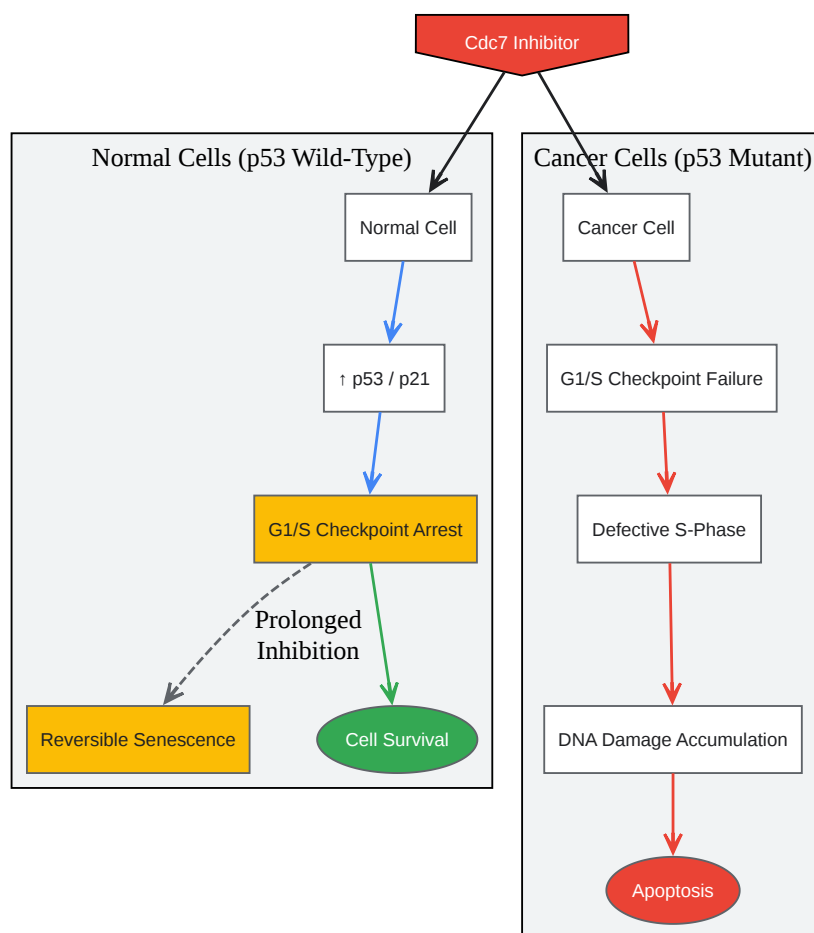 Cdc7 Inhibitor
Normal Cells (p53 Wild-Type)
Normal Cell
↑ p53 / p21
G1/S Checkpoint Arrest
Prolonged
Inhibition
Reversible Senescence
Cell Survival
Cancer Cells (p53 Mutant)
Cancer Cell
G1/S Checkpoint Failure
Defective S-Phase
DNA Damage Accumulation
Apoptosis